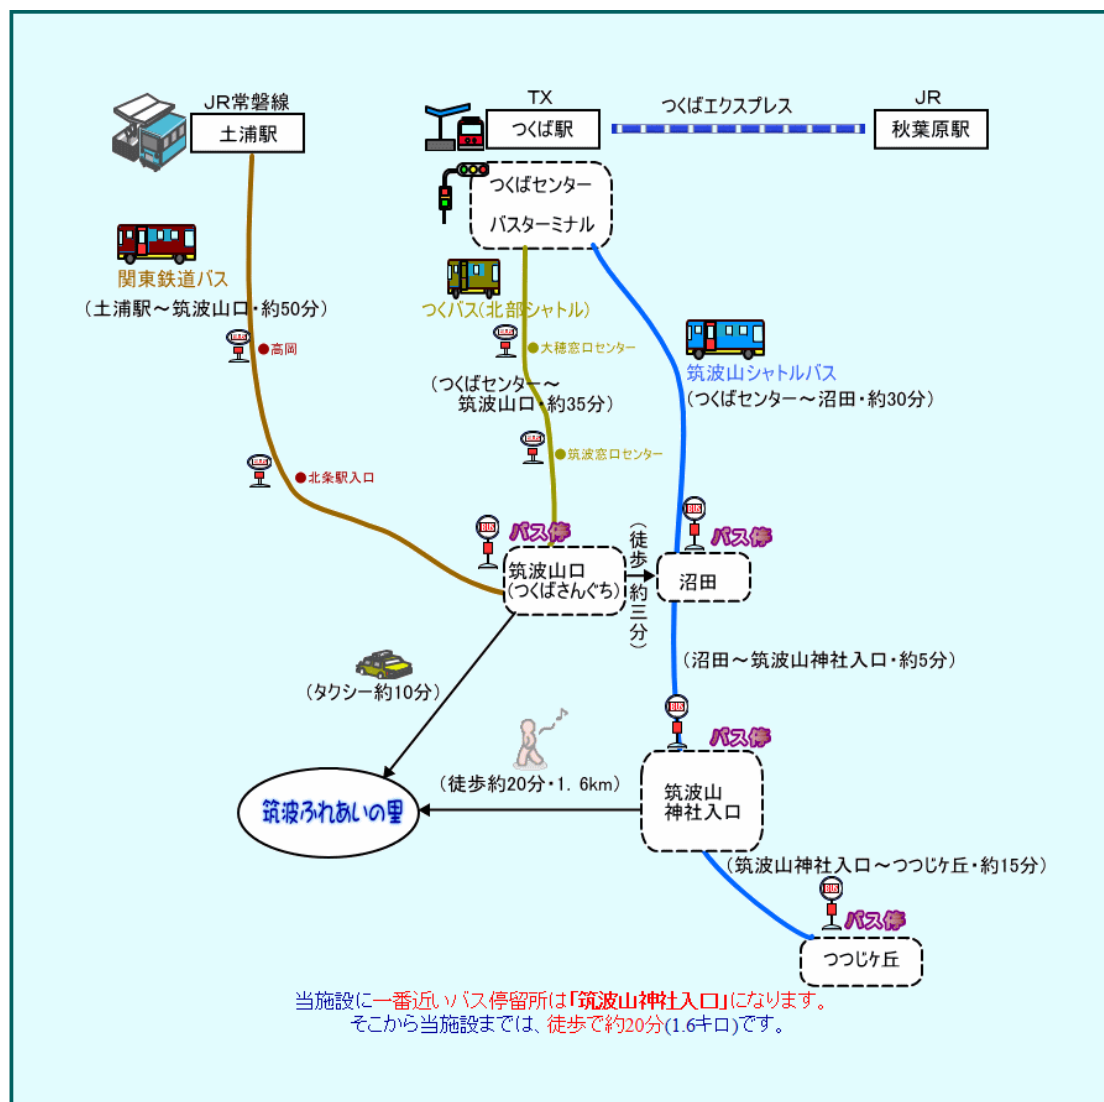 JR常磐線
土浦駅
TX
つくば駅
つくばエクスプレス
JR
秋葉原駅
つくばセンター
バスターミナル
関東鉄道バス
(土浦駅～筑波山口・約50分)
つくバス(北部シャトル)
高岡
大穂窓口センター
筑波山シャトルバス
(つくばセンター～沼田・約30分)
(つくばセンター～
筑波山口・約35分)
筑波窓口センター
北条駅入口
BUS
バス停
筑波山口
(つくばさんぐち)
(徒歩 約三分)
BUS
バス停
沼田
(沼田～筑波山神社入口・約5分)
(タクシー約10分)
BUS
バス停
筑波山
神社入口
(徒歩約20分・1.6km)
筑波ふれあいの里
(筑波山神社入口～つつじケ丘・約15分)
BUS
バス停
つつじケ丘
当施設に一番近いバス停留所は「筑波山神社入口」になります。
そこから当施設までは、徒歩で約20分(1.6キロ)です。